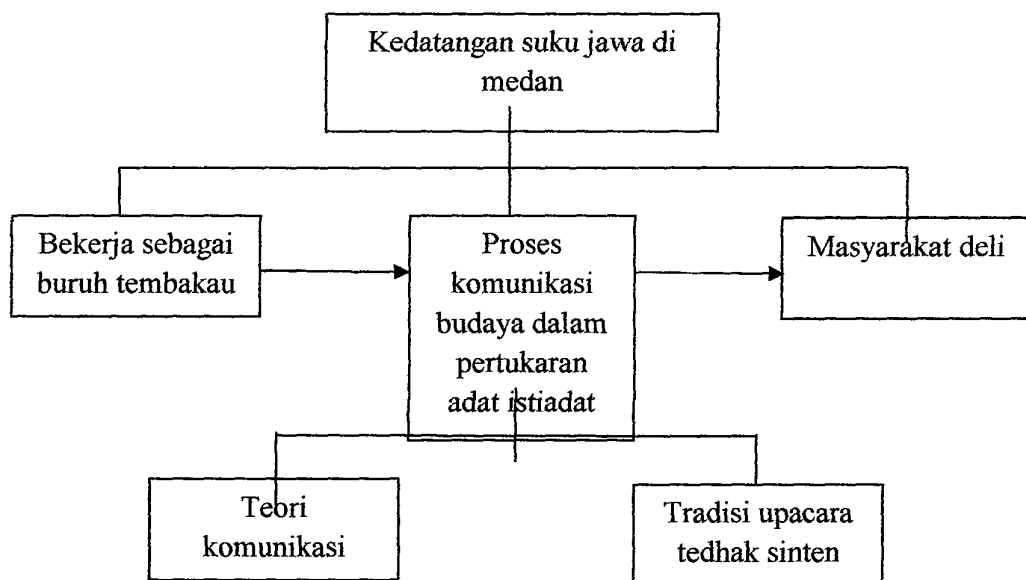 Kedatangan suku jawa di
medan
Bekerja sebagai
buruh tembakau
Proses
komunikasi
budaya dalam
pertukaran
adat istiadat
Masyarakat deli
Teori
komunikasi
Tradisi upacara
tedhak sinten